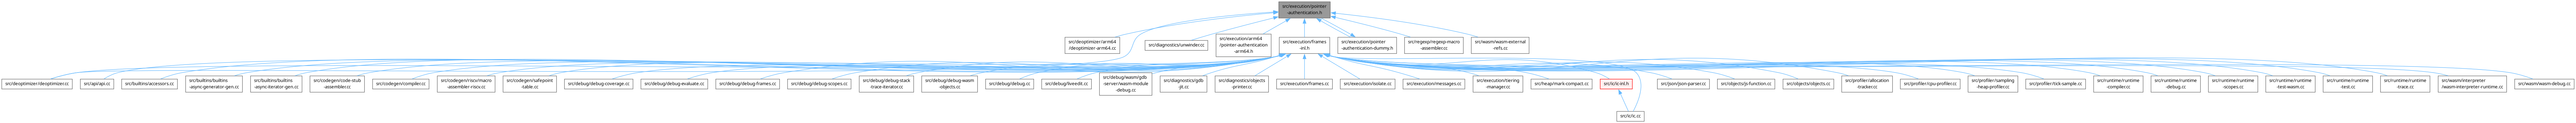 src/execution/pointer
-authentication.h
src/deoptimizer/arm64
/deoptimizer-arm64.cc
src/diagnostics/unwinder.cc
src/execution/arm64
/pointer-authentication
-arm64.h
src/execution/frames
-inl.h
src/execution/pointer
-authentication-dummy.h
src/regexp/regexp-macro
-assembler.cc
src/wasm/wasm-external
-refs.cc
src/deoptimizer/deoptimizer.cc
src/api/api.cc
src/builtins/accessors.cc
src/builtins/builtins
-async-generator-gen.cc
src/builtins/builtins
-async-iterator-gen.cc
src/codegen/code-stub
-assembler.cc
src/codegen/compiler.cc
src/codegen/riscv/macro
-assembler-riscv.cc
src/codegen/safepoint
-table.cc
src/debug/debug-coverage.cc
src/debug/debug-evaluate.cc
src/debug/debug-frames.cc
src/debug/debug-scopes.cc
src/debug/debug-stack
-trace-iterator.cc
src/debug/debug-wasm
-objects.cc
src/debug/debug.cc
src/debug/liveedit.cc
src/debug/wasm/gdb
-server/wasm-module
-debug.cc
src/diagnostics/gdb
-jit.cc
src/diagnostics/objects
-printer.cc
src/execution/frames.cc
src/execution/isolate.cc
src/execution/messages.cc
src/execution/tiering
-manager.cc
src/heap/mark-compact.cc
src/ic/ic-inl.h
src/json/json-parser.cc
src/objects/js-function.cc
src/objects/objects.cc
src/profiler/allocation
-tracker.cc
src/profiler/cpu-profiler.cc
src/profiler/sampling
-heap-profiler.cc
src/profiler/tick-sample.cc
src/runtime/runtime
-compiler.cc
src/runtime/runtime
-debug.cc
src/runtime/runtime
-scopes.cc
src/runtime/runtime
-test-wasm.cc
src/runtime/runtime
-test.cc
src/runtime/runtime
-trace.cc
src/wasm/interpreter
/wasm-interpreter-runtime.cc
src/wasm/wasm-debug.cc
src/ic/ic.cc